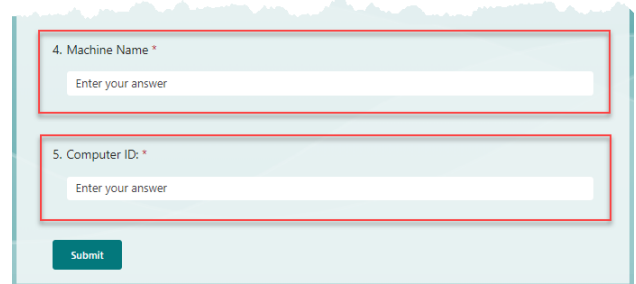 4. Machine Name *
Enter your answer
5. Computer ID: *
Enter your answer
Submit